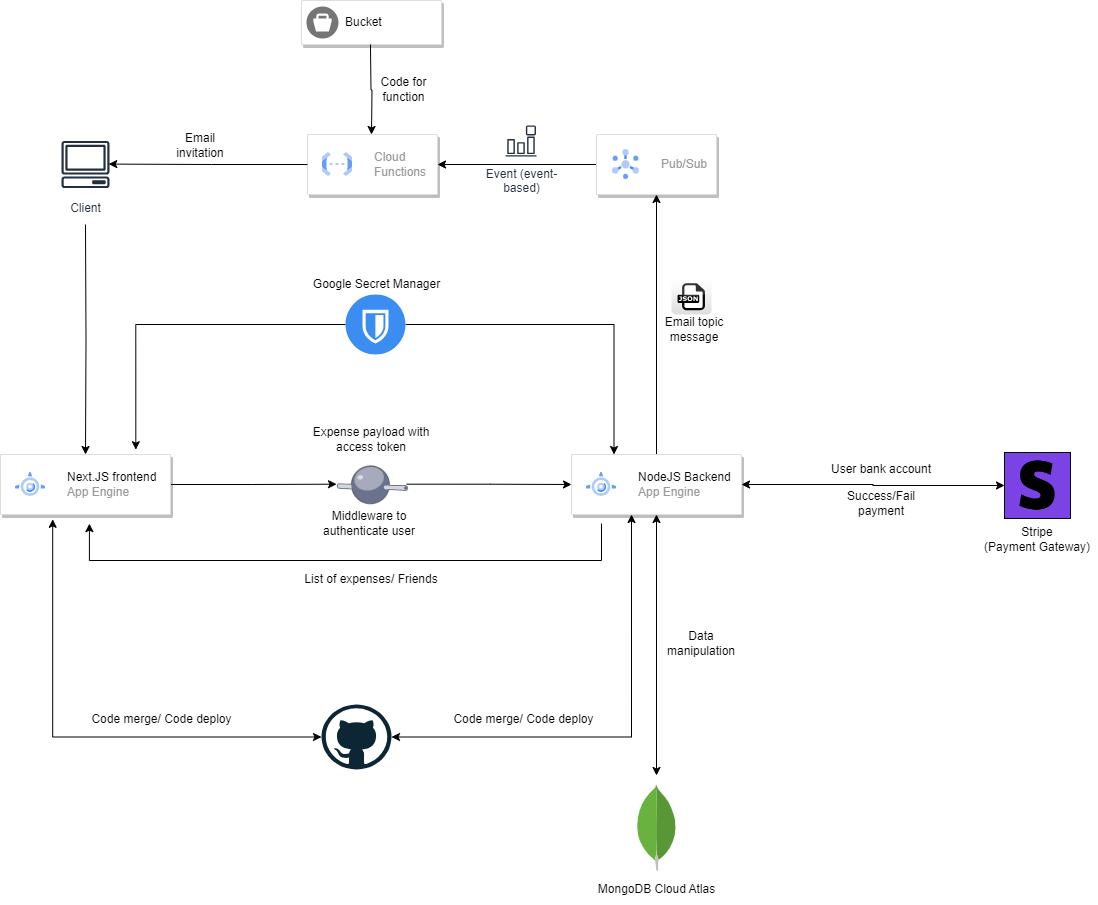 Bucket
Code for
function
Email
invitation
Cloud
Functions
Event (event-
based)
Pub/Sub
Client
Google Secret Manager
JSON
Email topic
message
Expense payload with
access token
Next.JS frontend
App Engine
Middleware to
authenticate user
NodeJS Backend
App Engine
User bank account
Success/Fail
payment
S
Stripe
(Payment Gateway)
List of expenses/ Friends
Data
manipulation
Code merge/ Code deploy
Code merge/ Code deploy
MongoDB Cloud Atlas